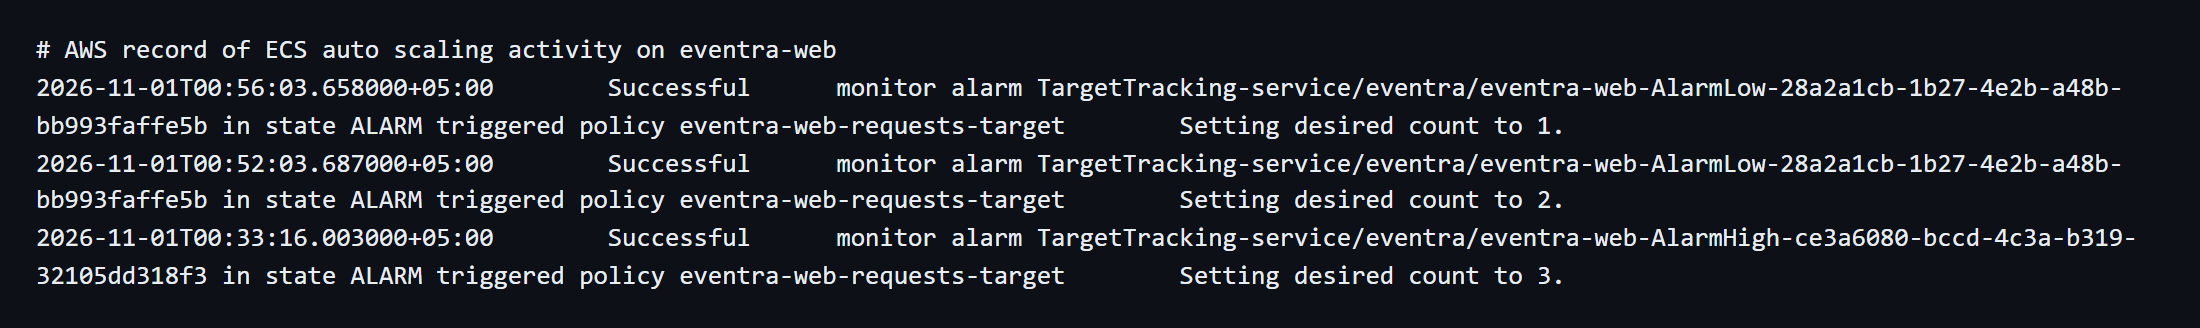 # AWS record of ECS auto scaling activity on eventra-web
2026-11-01T00:56:03.658000+05:00        Successful      monitor alarm TargetTracking-service/eventra/eventra-web-AlarmLow-28a2a1cb-1b27-4e2b-a48b-
bb993faffe5b in state ALARM triggered policy eventra-web-requests-target        Setting desired count to 1.
2026-11-01T00:52:03.687000+05:00        Successful      monitor alarm TargetTracking-service/eventra/eventra-web-AlarmLow-28a2a1cb-1b27-4e2b-a48b-
bb993faffe5b in state ALARM triggered policy eventra-web-requests-target        Setting desired count to 2.
2026-11-01T00:33:16.003000+05:00        Successful      monitor alarm TargetTracking-service/eventra/eventra-web-AlarmHigh-ce3a6080-bccd-4c3a-b319-
32105dd318f3 in state ALARM triggered policy eventra-web-requests-target        Setting desired count to 3.